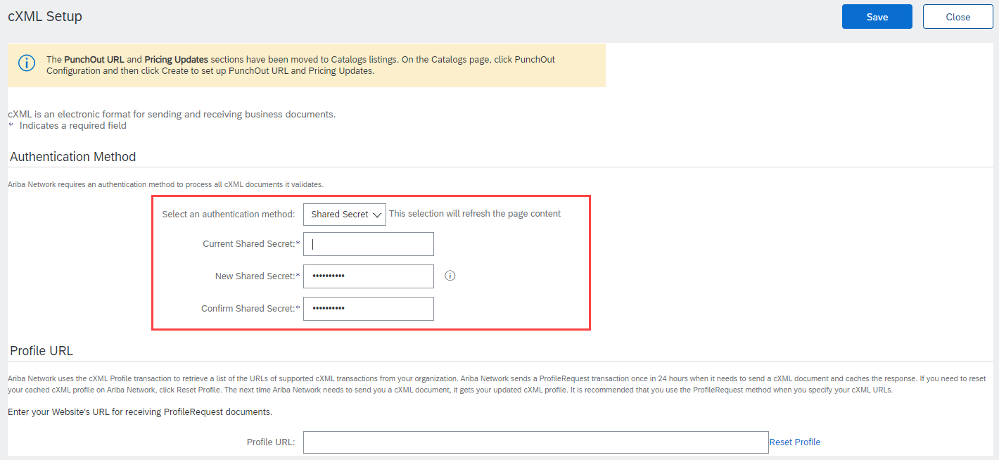 cXML Setup
Save
Close
The PunchOut URL and Pricing Updates sections have been moved to Catalogs listings. On the Catalogs page, click PunchOut
Configuration and then click Create to set up PunchOut URL and Pricing Updates.
cXML is an electronic format for sending and receiving business documents.
* Indicates a required field
Authentication Method
Ariba Network requires an authentication method to process all cXML documents it validates.
Select an authentication method: Shared Secret This selection will refresh the page content
Current Shared Secret:*
New Shared Secret:* ••••••••••
Confirm Shared Secret:* ••••••••••
Profile URL
Ariba Network uses the cXML Profile transaction to retrieve a list of the URLs of supported cXML transactions from your organization. Ariba Network sends a ProfileRequest transaction once in 24 hours when it needs to send a cXML document and caches the response. If you need to reset
your cached cXML profile on Ariba Network, click Reset Profile. The next time Ariba Network needs to send you a cXML document, it gets your updated cXML profile. It is recommended that you use the ProfileRequest method when you specify your cXML URLs.
Enter your Website's URL for receiving ProfileRequest documents.
Profile URL: Reset Profile